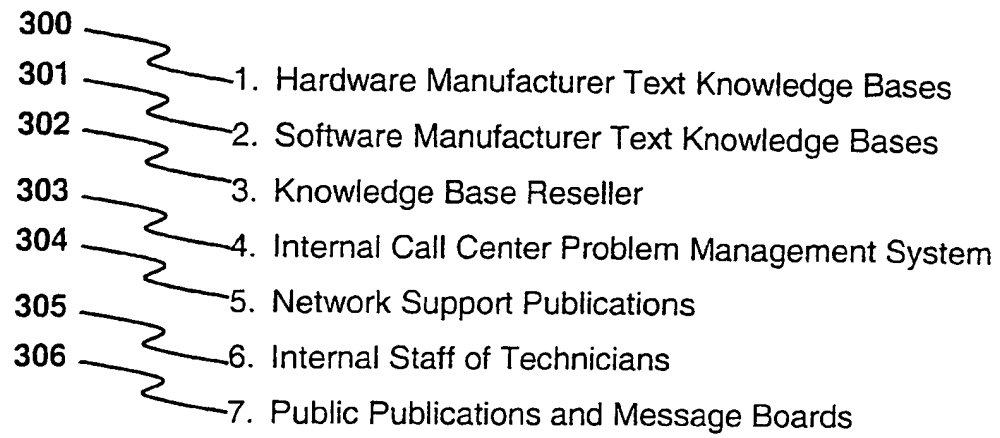 300
1. Hardware Manufacturer Text Knowledge Bases
301
2. Software Manufacturer Text Knowledge Bases
302
3. Knowledge Base Reseller
303
4. Internal Call Center Problem Management System
304
5. Network Support Publications
305
6. Internal Staff of Technicians
306
7. Public Publications and Message Boards